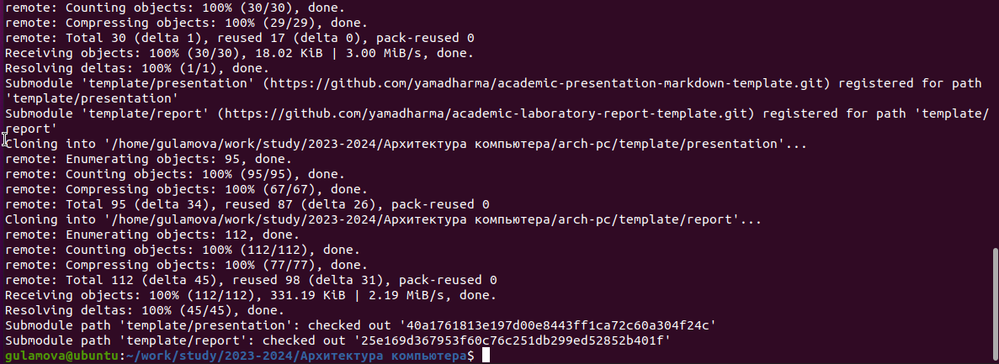 remote: Counting objects: 100% (30/30), done.
remote: Compressing objects: 100% (29/29), done.
remote: Total 30 (delta 1), reused 17 (delta 0), pack-reused 0
Receiving objects: 100% (30/30), 18.02 KiB | 3.00 MiB/s, done.
Resolving deltas: 100% (1/1), done.
Submodule 'template/presentation' (https://github.com/yamadharma/academic-presentation-markdown-template.git) registered for path
'template/presentation'
Submodule 'template/report' (https://github.com/yamadharma/academic-laboratory-report-template.git) registered for path 'template/
report'
Cloning into '/home/gulamova/work/study/2023-2024/Архитектура компьютера/arch-pc/template/presentation'...
remote: Enumerating objects: 95, done.
remote: Counting objects: 100% (95/95), done.
remote: Compressing objects: 100% (67/67), done.
remote: Total 95 (delta 34), reused 87 (delta 26), pack-reused 0
Cloning into '/home/gulamova/work/study/2023-2024/Архитектура компьютера/arch-pc/template/report'...
remote: Enumerating objects: 112, done.
remote: Counting objects: 100% (112/112), done.
remote: Compressing objects: 100% (77/77), done.
remote: Total 112 (delta 45), reused 98 (delta 31), pack-reused 0
Receiving objects: 100% (112/112), 331.19 KiB | 2.19 MiB/s, done.
Resolving deltas: 100% (45/45), done.
Submodule path 'template/presentation': checked out '40a1761813e197d00e8443ff1ca72c60a304f24c'
Submodule path 'template/report': checked out '25e169d367953f60c76c251db299ed52852b401f'
gulamova@ubuntu:~/work/study/2023-2024/Архитектура компьютера$